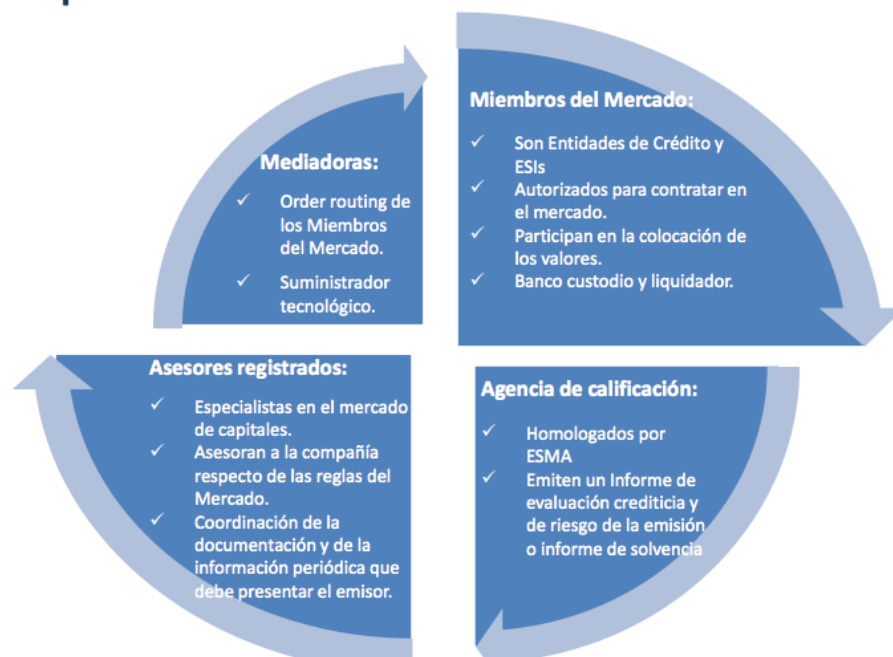 Mediadoras:
✓ Order routing de
los Miembros
del Mercado.
✓ Suministrador
tecnológico.
Miembros del Mercado:
✓ Son Entidades de Crédito y
ESIs
✓ Autorizados para contratar en
el mercado.
✓ Participan en la colocación de
los valores.
✓ Banco custodio y liquidador.
Asesores registrados:
✓ Especialistas en el mercado
de capitales.
✓ Asesoran a la compañía
respecto de las reglas del
Mercado.
✓ Coordinación de la
documentación y de la
información periódica que
debe presentar el emisor.
Agencia de calificación:
✓ Homologados por
ESMA
✓ Emiten un Informe de
evaluación crediticia y
de riesgo de la emisión
o informe de solvencia